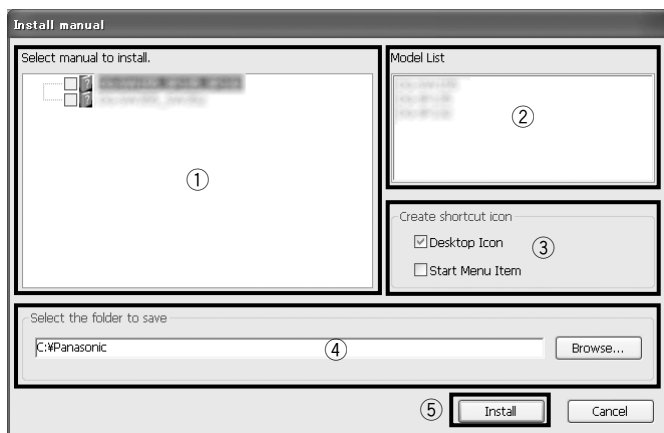 Install manual
Select manual to install.
①
Model List
②
Create shortcut icon
Desktop Icon
Start Menu Item
③
Select the folder to save
C:¥Panasonic
④
Browse...
⑤
Install
Cancel